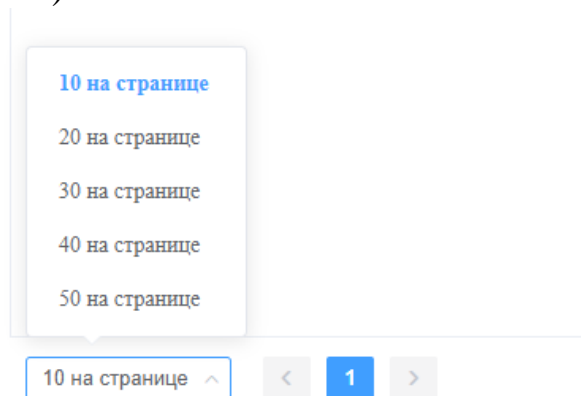 )
10 на странице
20 на странице
30 на странице
40 на странице
50 на странице
10 на странице
1